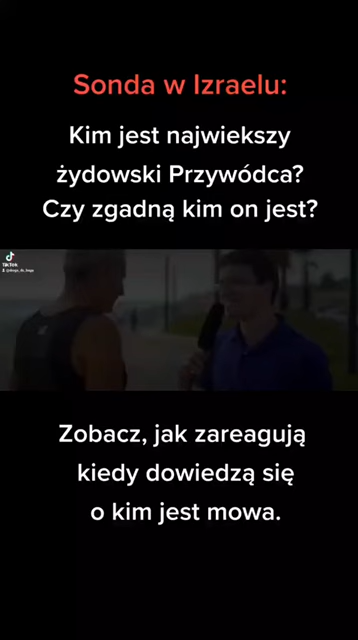 Sonda w Izraelu:
Kim jest najwiekszy
żydowski Przywódca?
Czy zgadną kim on jest?
TikTok
Zobacz, jak zareagują
kiedy dowiedzą się
o kim jest mowa.